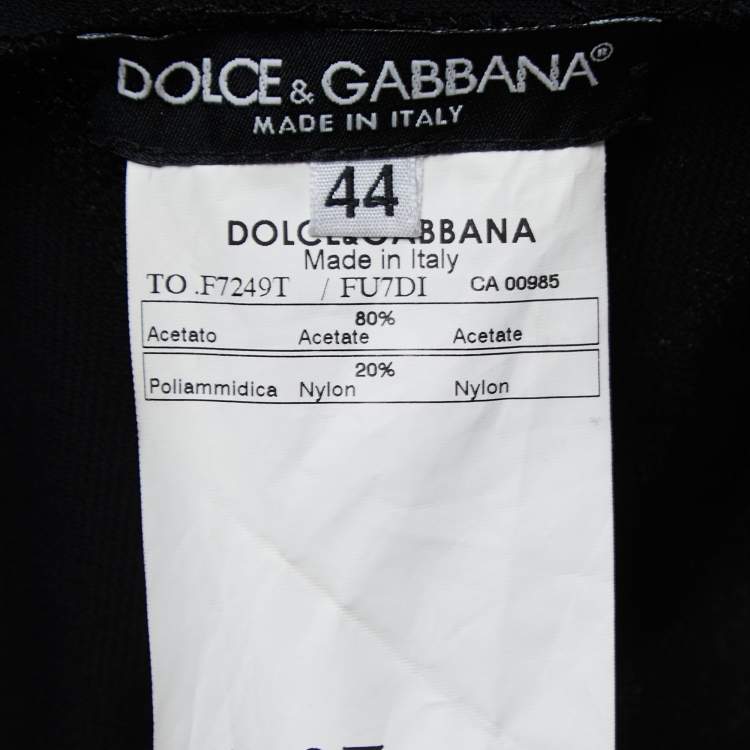 DOLCE & GABBANA®
MADE IN ITALY
44
DOLCE&GABBANA
Made in Italy
TO .F7249T / FU7DI CA 00985
80%
Acetato Acetate Acetate
20%
Poliammidica Nylon Nylon